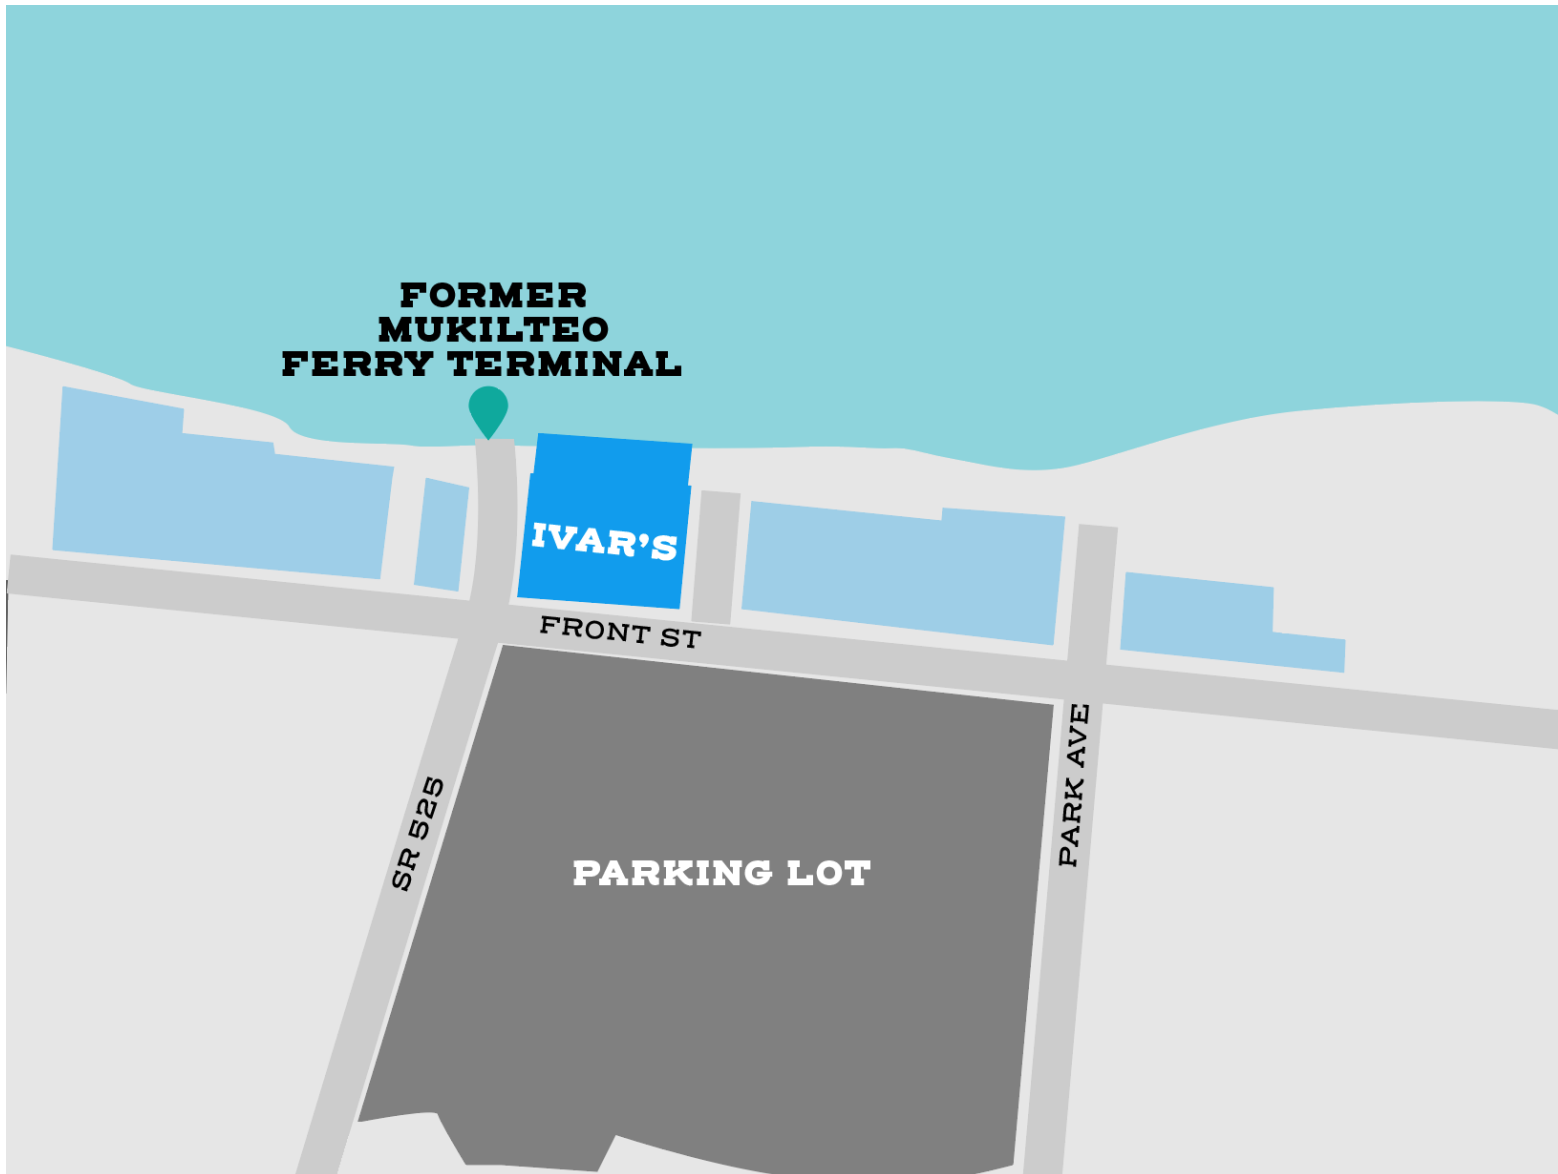 FORMER
MUKILTEO
FERRY TERMINAL
IVAR'S
FRONT ST
PARK AVE
SR 525
PARKING LOT